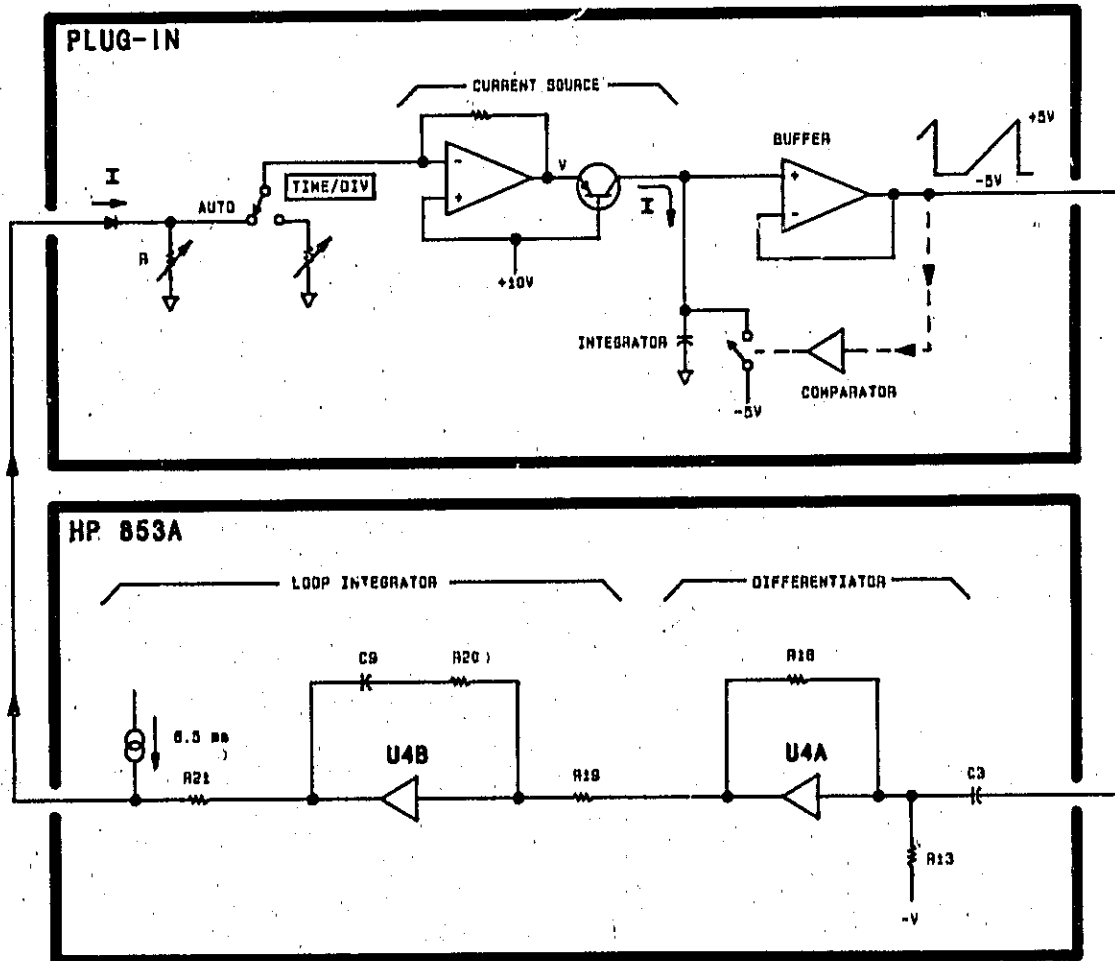 PLUG-IN
CURRENT SOURCE
BUFFER
+5V
-5V
I
AUTO
TIME/DIV
-
+
V
I
+
-
R
+10V
INTEGRATOR
-5V
COMPARATOR
HP 853A
LOOP INTEGRATOR
DIFFERENTIATOR
C9
R20
R18
U4B
U4A
R21
R19
C3
R13
-V